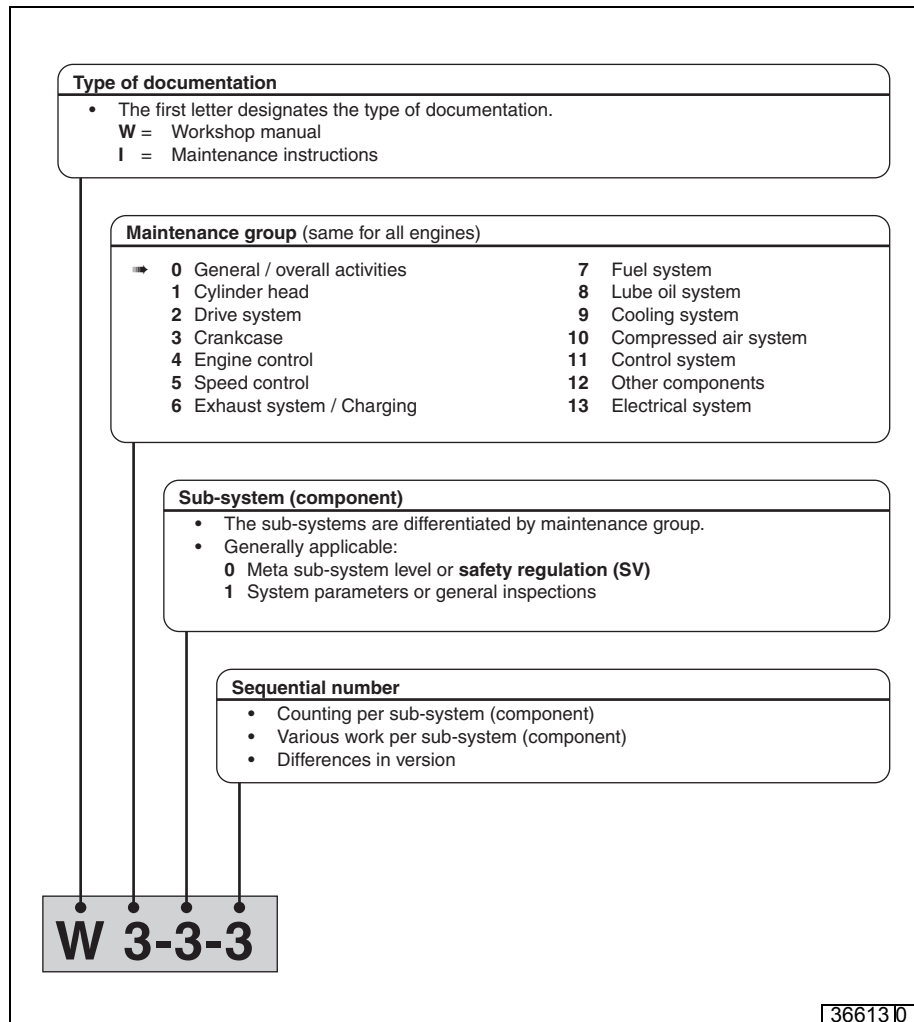 Type of documentation
• The first letter designates the type of documentation.
W = Workshop manual
I = Maintenance instructions
Maintenance group (same for all engines)
➠ 0 General / overall activities
1 Cylinder head
2 Drive system
3 Crankcase
4 Engine control
5 Speed control
6 Exhaust system / Charging
7 Fuel system
8 Lube oil system
9 Cooling system
10 Compressed air system
11 Control system
12 Other components
13 Electrical system
Sub-system (component)
• The sub-systems are differentiated by maintenance group.
• Generally applicable:
0 Meta sub-system level or safety regulation (SV)
1 System parameters or general inspections
Sequential number
• Counting per sub-system (component)
• Various work per sub-system (component)
• Differences in version
W 3-3-3
36613 0